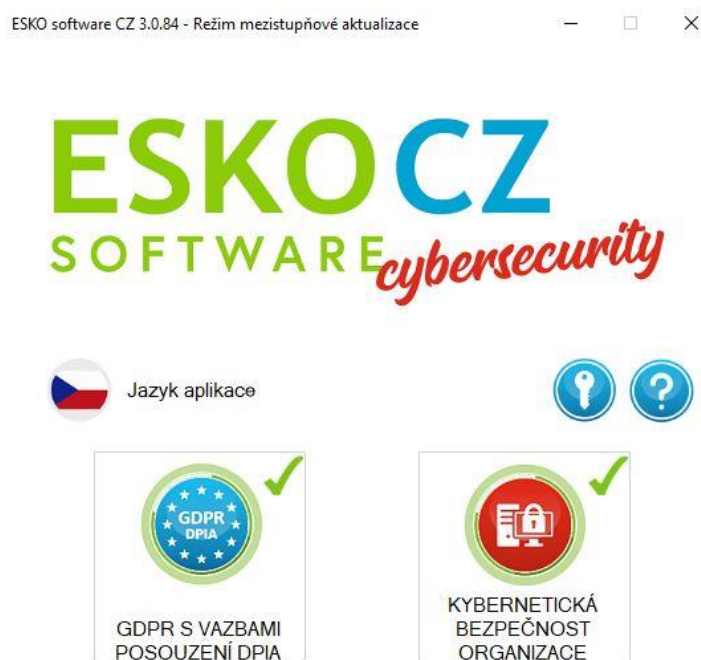 ESKO software CZ 3.0.84 - Režim mezistupňové aktualizace
ESKO CZ
SOFTWARE cybersecurity
Jazyk aplikace
GDPR
DPIA
GDPR S VAZBAMI
POSOUZENÍ DPIA
KYBERNETICKÁ
BEZPEČNOST
ORGANIZACE